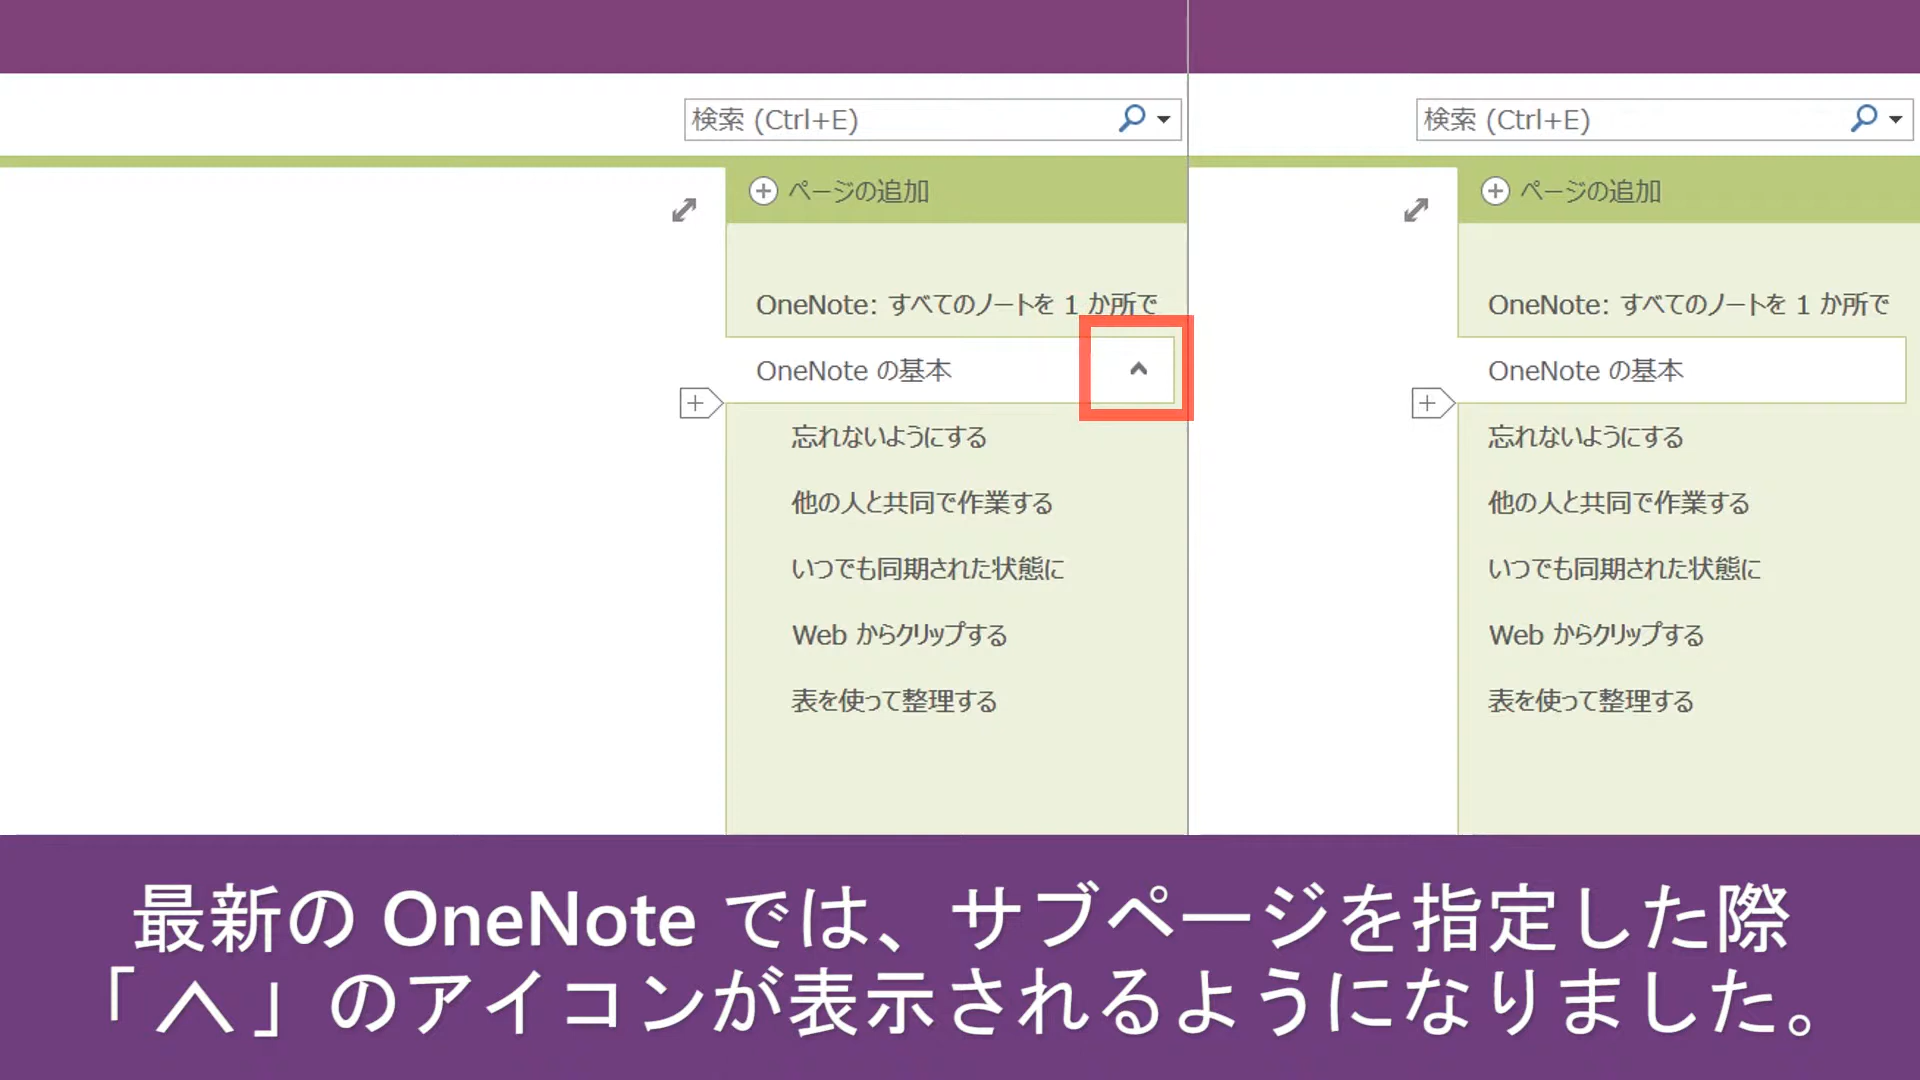 検索 (Ctrl+E)
ページの追加
OneNote: すべてのノートを 1 か所で
OneNote の基本
忘れないようにする
他の人と共同で作業する
いつでも同期された状態に
Web からクリップする
表を使って整理する
検索 (Ctrl+E)
ページの追加
OneNote: すべてのノートを 1 か所で
OneNote の基本
忘れないようにする
他の人と共同で作業する
いつでも同期された状態に
Web からクリップする
表を使って整理する
最新の OneNote では、サブページを指定した際
「へ」のアイコンが表示されるようになりました。